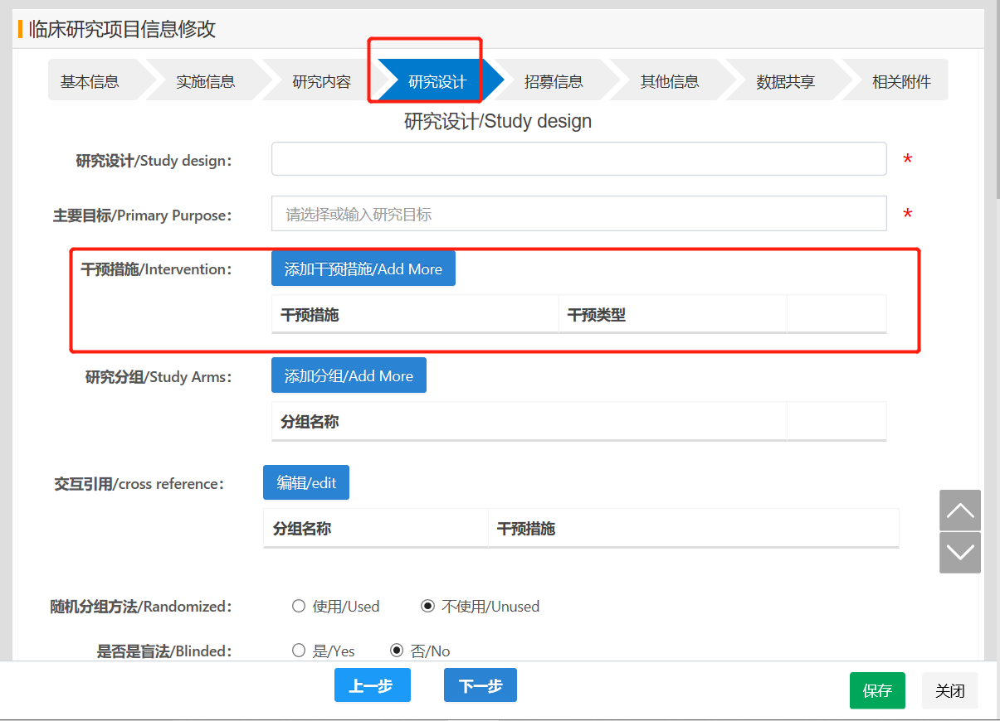 临床研究项目信息修改
基本信息 实施信息 研究内容 研究设计 招募信息 其他信息 数据共享 相关附件
研究设计/Study design
研究设计/Study design： *
主要目标/Primary Purpose： 请选择或输入研究目标 *
干预措施/Intervention： 添加干预措施/Add More
干预措施 干预类型
研究分组/Study Arms： 添加分组/Add More
分组名称
交互引用/cross reference： 编辑/edit
分组名称 干预措施
随机分组方法/Randomized： 使用/Used 不使用/Unused
是否是盲法/Blinded： 是/Yes 否/No
上一步 下一步 保存 关闭